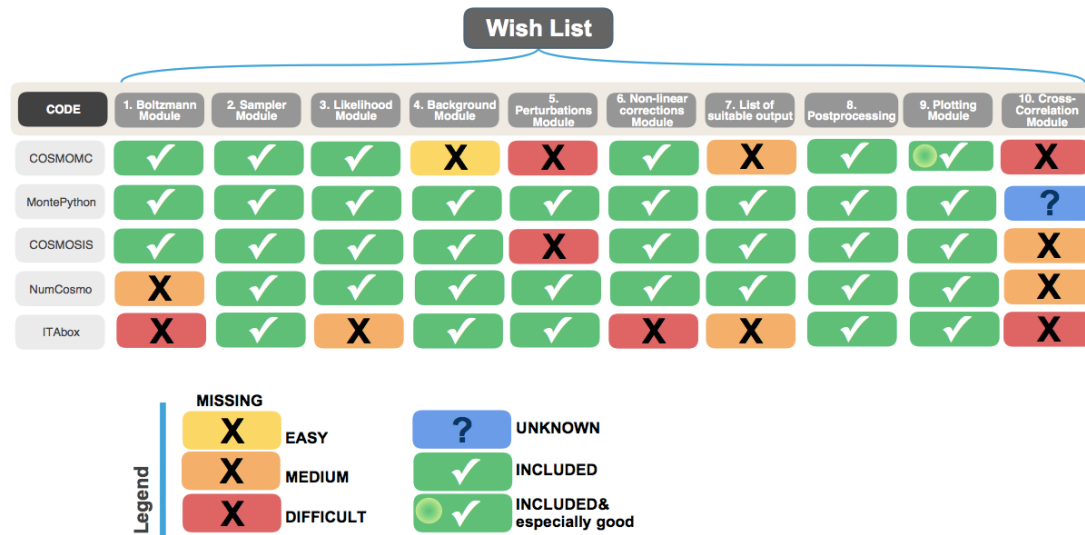 Wish List
CODE
1. Boltzmann
Module
2. Sampler
Module
3. Likelihood
Module
4. Background
Module
5.
Perturbations
Module
6. Non-linear
corrections
Module
7. List of
suitable output
8.
Postprocessing
9. Plotting
Module
10. Cross-
Correlation
Module
COSMOMC
X
X
X
X
MontePython
?
COSMOSIS
X
X
NumCosmo
X
X
ITAbox
X
X
X
X
X
Legend
MISSING
X EASY
X MEDIUM
X DIFFICULT
? UNKNOWN
INCLUDED
INCLUDED&
especially good